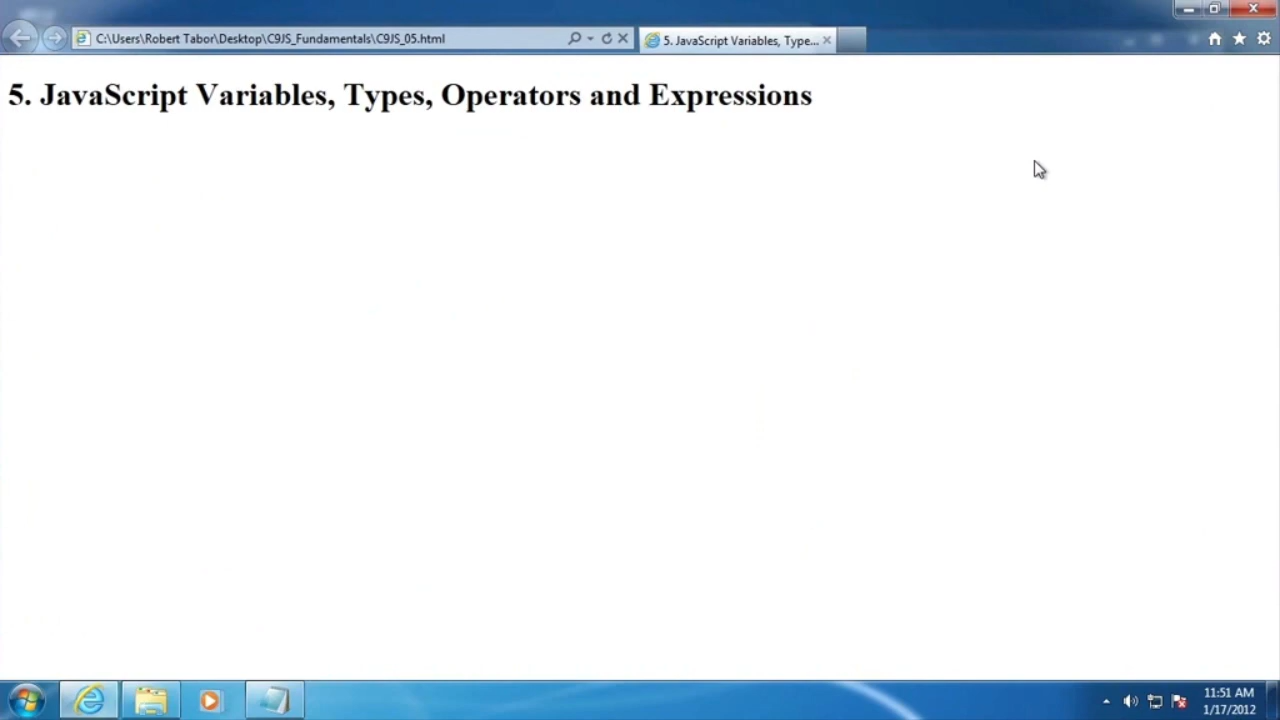 C:\Users\Robert Tabor\Desktop\C9JS_Fundamentals\C9JS_05.html
5. JavaScript Variables, Type...
5. JavaScript Variables, Types, Operators and Expressions
11:51 AM
1/17/2012